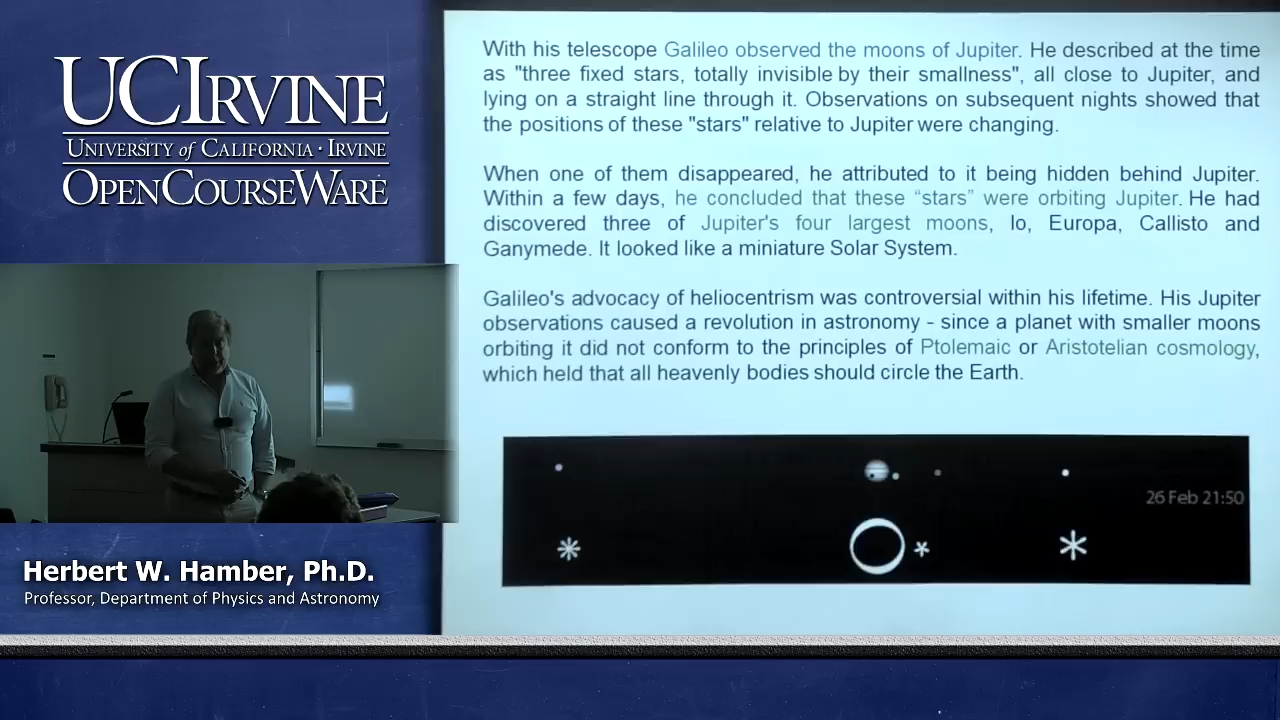 UCIRVINE
UNIVERSITY of CALIFORNIA · IRVINE
OPENCOURSEWARE
Herbert W. Hamber, Ph.D.
Professor, Department of Physics and Astronomy
With his telescope Galileo observed the moons of Jupiter. He described at the time
as "three fixed stars, totally invisible by their smallness", all close to Jupiter, and
lying on a straight line through it. Observations on subsequent nights showed that
the positions of these "stars" relative to Jupiter were changing.
When one of them disappeared, he attributed to it being hidden behind Jupiter.
Within a few days, he concluded that these “stars” were orbiting Jupiter. He had
discovered three of Jupiter's four largest moons, Io, Europa, Callisto and
Ganymede. It looked like a miniature Solar System.
Galileo's advocacy of heliocentrism was controversial within his lifetime. His Jupiter
observations caused a revolution in astronomy - since a planet with smaller moons
orbiting it did not conform to the principles of Ptolemaic or Aristotelian cosmology,
which held that all heavenly bodies should circle the Earth.
26 Feb 21:50